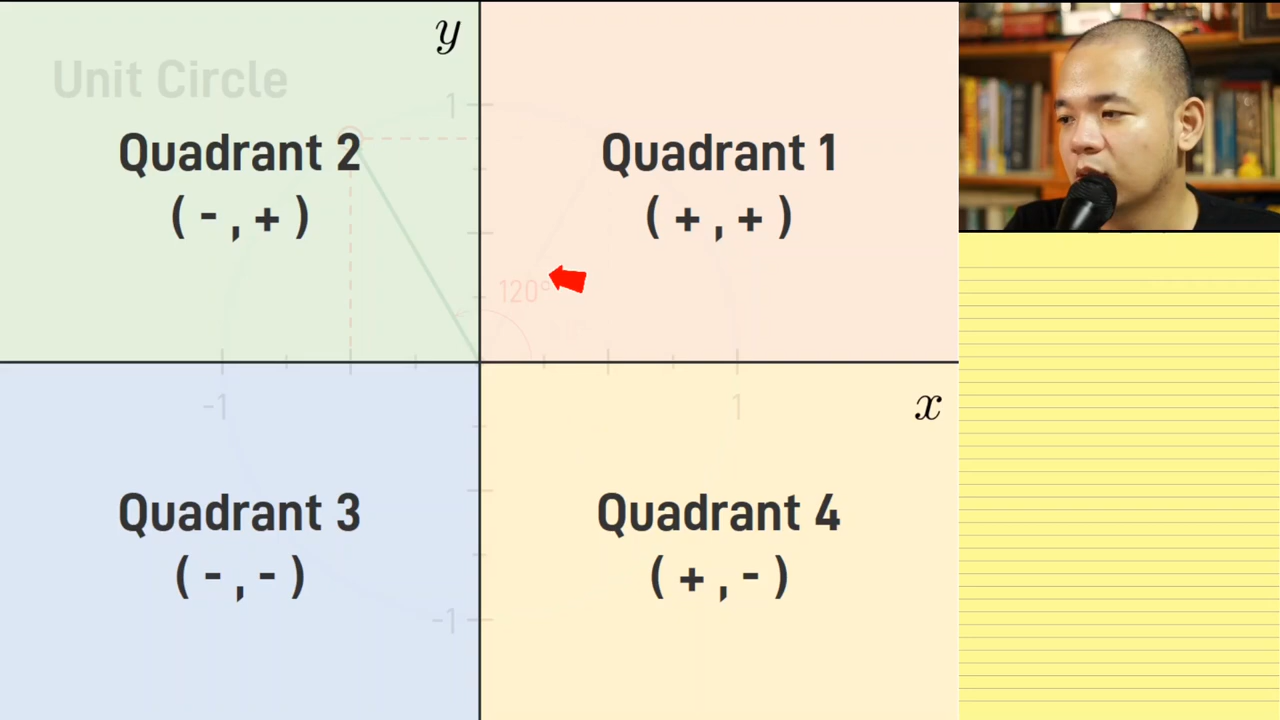 y
Unit Circle
1
Quadrant 2
( - , + )
Quadrant 1
( + , + )
120°
-1
1
x
Quadrant 3
( - , - )
Quadrant 4
( + , - )
-1